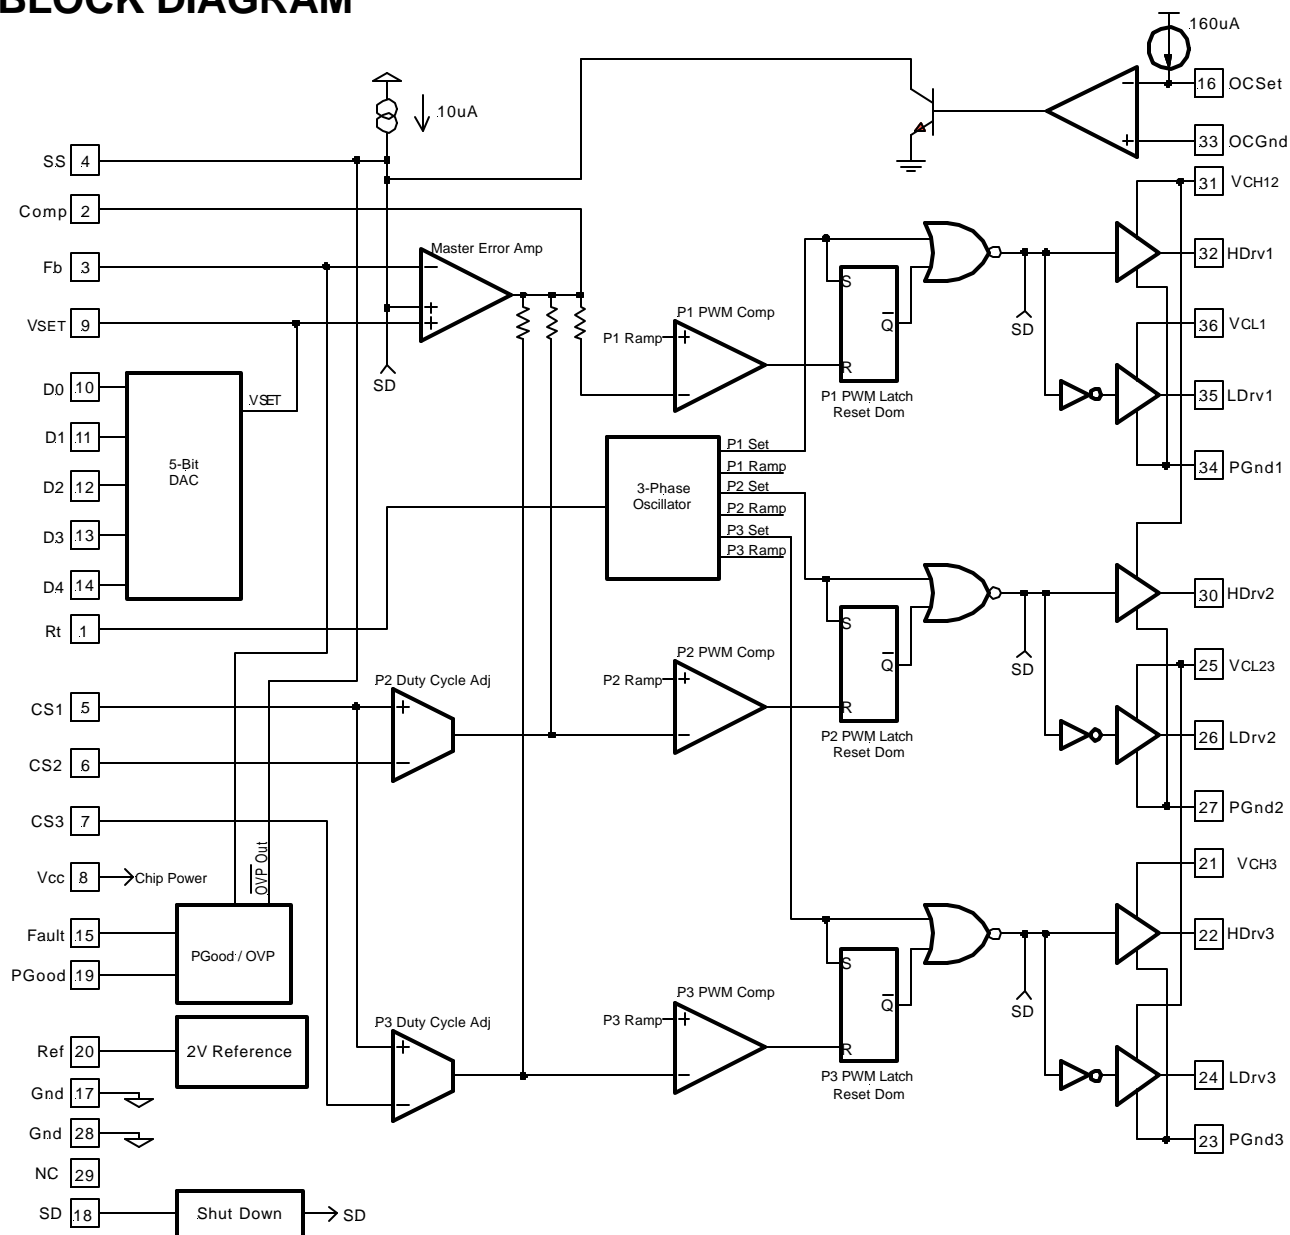 BLOCK DIAGRAM
160uA
10uA
16 OCSet
33 OCGnd
SS 4
31 VCH12
Comp 2
Master Error Amp
Fb 3
32 HDrv1
S
P1 PWM Comp
VSET 9
Q
SD
36 VCL1
P1 Ramp
SD
D0 10
R
35 LDrv1
VSET
P1 PWM Latch
Reset Dom
D1 11
P1 Set
5-Bit
DAC
34 PGnd1
P1 Ramp
D2 12
3-Phase
Oscillator
P2 Set
P2 Ramp
D3 13
P3 Set
P3 Ramp
D4 14
30 HDrv2
Rt 1
S
P2 PWM Comp
Q
SD
25 VCL23
P2 Duty Cycle Adj
P2 Ramp
CS1 5
R
P2 PWM Latch
Reset Dom
26 LDrv2
CS2 6
27 PGnd2
CS3 7
OVP Out
21 VCH3
Vcc 8 Chip Power
Fault 15
22 HDrv3
PGood / OVP
PGood 19
S
P3 PWM Comp
Q
SD
P3 Duty Cycle Adj
P3 Ramp
Ref 20
2V Reference
R
P3 PWM Latch
Reset Dom
24 LDrv3
Gnd 17
Gnd 28
23 PGnd3
NC 29
SD 18
Shut Down
SD